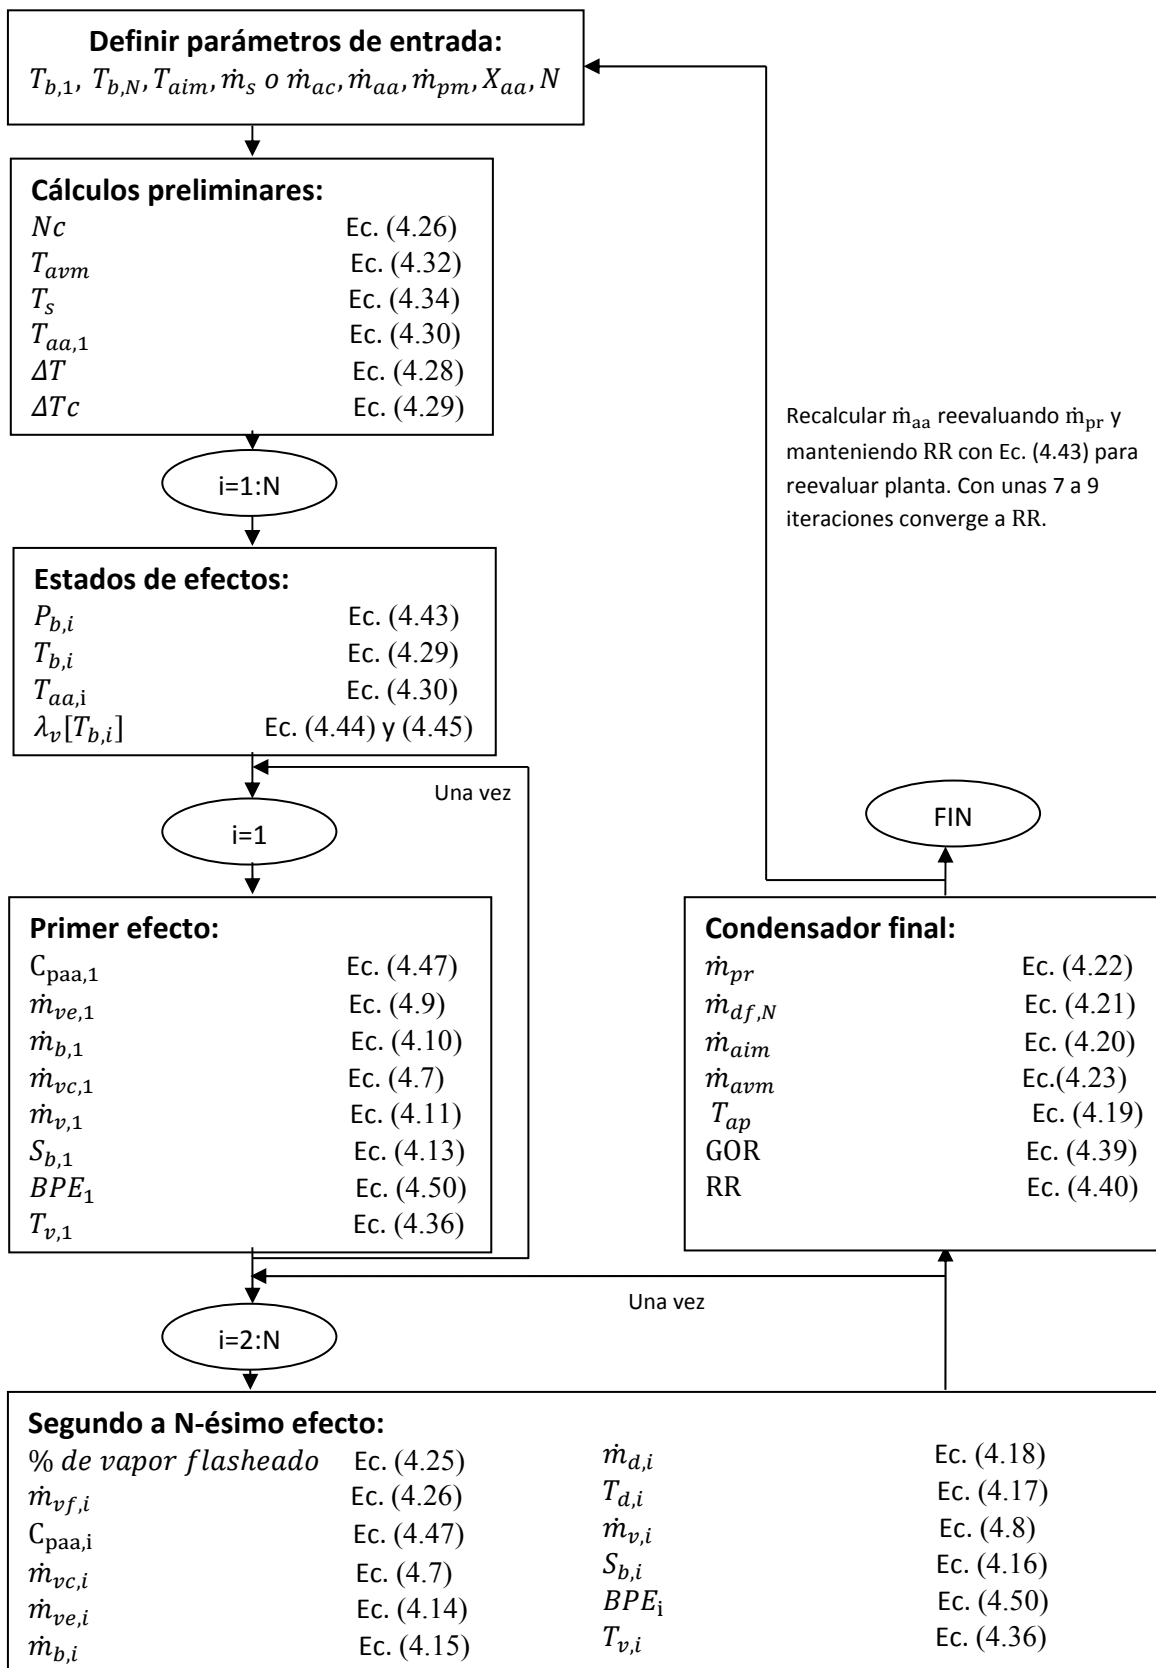 Definir parámetros de entrada:
T_{b,1}, T_{b,N}, T_{aim}, ṁ_s o ṁ_{ac}, ṁ_{aa}, ṁ_{pm}, X_{aa}, N
Cálculos preliminares:
Nc Ec. (4.26)
T_{avm} Ec. (4.32)
T_s Ec. (4.34)
T_{aa,1} Ec. (4.30)
ΔT Ec. (4.28)
ΔTc Ec. (4.29)
i=1:N
Estados de efectos:
P_{b,i} Ec. (4.43)
T_{b,i} Ec. (4.29)
T_{aa,i} Ec. (4.30)
λ_v[T_{b,i}] Ec. (4.44) y (4.45)
Una vez
i=1
Primer efecto:
C_{paa,1} Ec. (4.47)
ṁ_{ve,1} Ec. (4.9)
ṁ_{b,1} Ec. (4.10)
ṁ_{vc,1} Ec. (4.7)
ṁ_{v,1} Ec. (4.11)
S_{b,1} Ec. (4.13)
BPE_1 Ec. (4.50)
T_{v,1} Ec. (4.36)
Una vez
i=2:N
Segundo a N-ésimo efecto:
% de vapor flasheado Ec. (4.25)
ṁ_{vf,i} Ec. (4.26)
C_{paa,i} Ec. (4.47)
ṁ_{vc,i} Ec. (4.7)
ṁ_{ve,i} Ec. (4.14)
ṁ_{b,i} Ec. (4.15)
ṁ_{d,i} Ec. (4.18)
T_{d,i} Ec. (4.17)
ṁ_{v,i} Ec. (4.8)
S_{b,i} Ec. (4.16)
BPE_i Ec. (4.50)
T_{v,i} Ec. (4.36)
Condensador final:
ṁ_{pr} Ec. (4.22)
ṁ_{df,N} Ec. (4.21)
ṁ_{aim} Ec. (4.20)
ṁ_{avm} Ec.(4.23)
T_{ap} Ec. (4.19)
GOR Ec. (4.39)
RR Ec. (4.40)
FIN
Recalcular ṁ_{aa} reevaluando ṁ_{pr} y
manteniendo RR con Ec. (4.43) para
reevaluar planta. Con unas 7 a 9
iteraciones converge a RR.